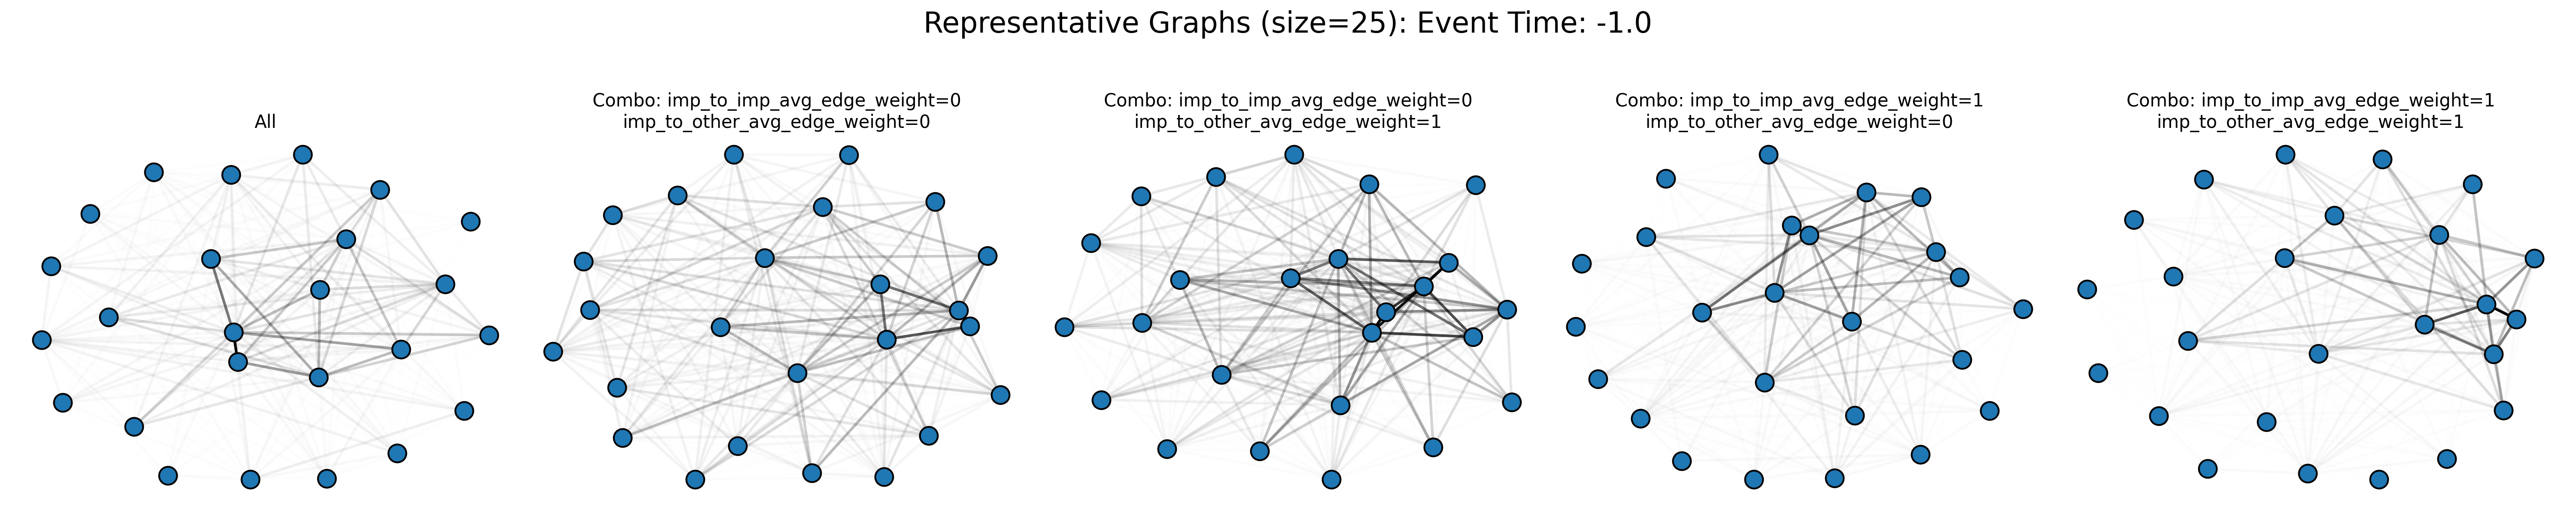 Representative Graphs (size=25): Event Time: -1.0
All
Combo: imp_to_imp_avg_edge_weight=0
imp_to_other_avg_edge_weight=0
Combo: imp_to_imp_avg_edge_weight=0
imp_to_other_avg_edge_weight=1
Combo: imp_to_imp_avg_edge_weight=1
imp_to_other_avg_edge_weight=0
Combo: imp_to_imp_avg_edge_weight=1
imp_to_other_avg_edge_weight=1